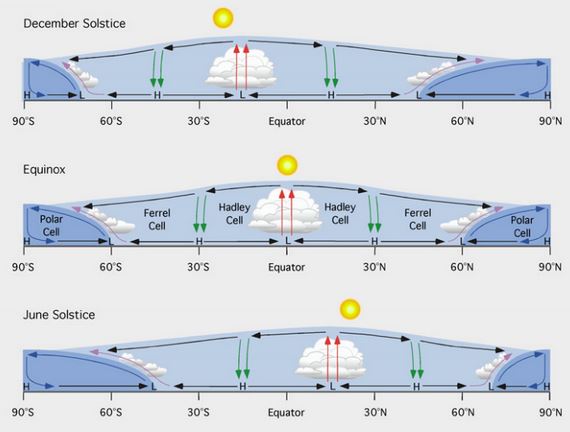 December Solstice
H L H L H L H
90°S 60°S 30°S Equator 30°N 60°N 90°N
Equinox
Polar Cell Ferrel Cell Hadley Cell Hadley Cell Ferrel Cell Polar Cell
H L H L H L H
90°S 60°S 30°S Equator 30°N 60°N 90°N
June Solstice
H L H L H L H
90°S 60°S 30°S Equator 30°N 60°N 90°N